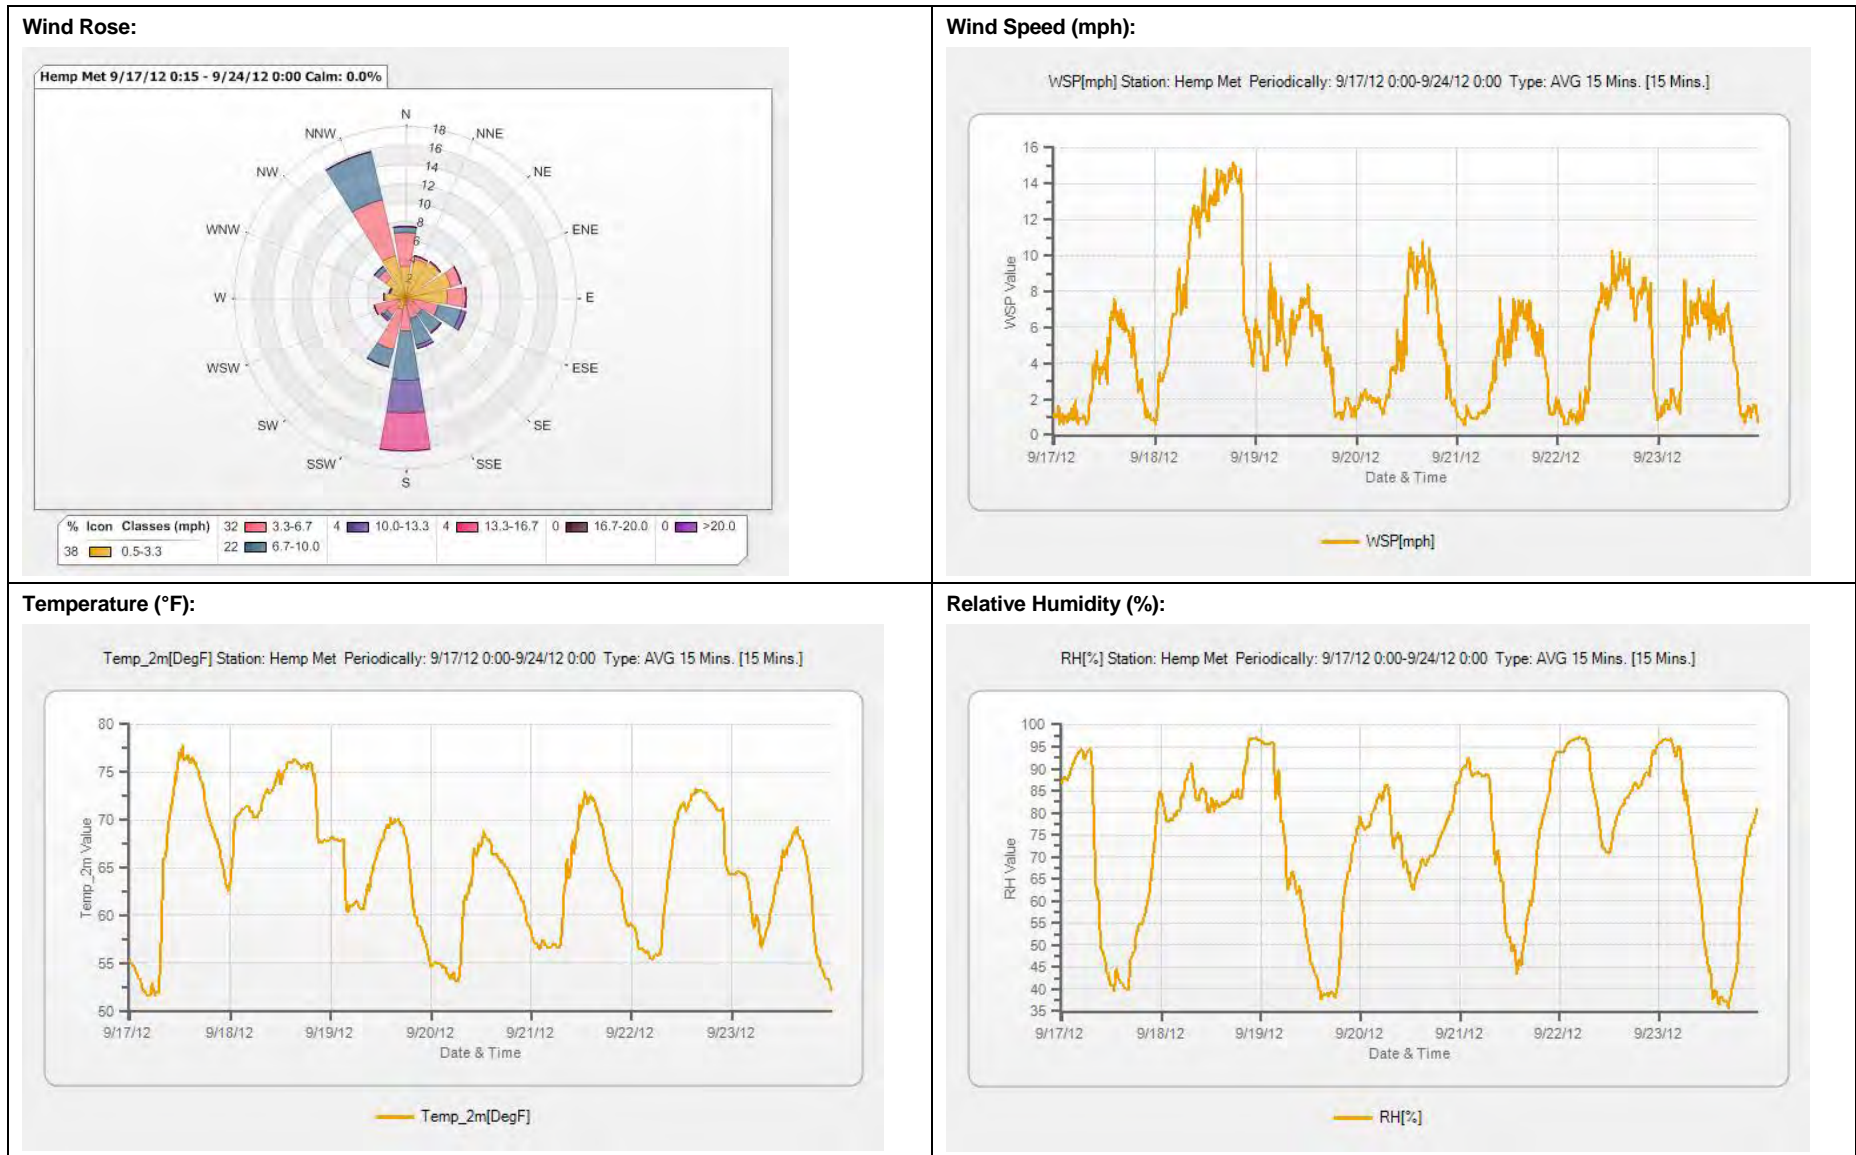 Wind Rose:
Hemp Met 9/17/12 0:15 - 9/24/12 0:00 Calm: 0.0%
N
NNE
NE
ENE
E
ESE
SE
SSE
S
SSW
SW
WSW
W
WNW
NW
NNW
18
16
14
12
10
8
6
4
2
% Icon Classes (mph)
38 0.5-3.3
32 3.3-6.7
22 6.7-10.0
4 10.0-13.3
4 13.3-16.7
0 16.7-20.0
0 >20.0
Wind Speed (mph):
WSP[mph] Station: Hemp Met Periodically: 9/17/12 0:00-9/24/12 0:00 Type: AVG 15 Mins. [15 Mins.]
WSP Value
16
14
12
10
8
6
4
2
0
9/17/12 9/18/12 9/19/12 9/20/12 9/21/12 9/22/12 9/23/12
Date & Time
WSP[mph]
Temperature (°F):
Temp_2m[DegF] Station: Hemp Met Periodically: 9/17/12 0:00-9/24/12 0:00 Type: AVG 15 Mins. [15 Mins.]
Temp_2m Value
80
75
70
65
60
55
50
9/17/12 9/18/12 9/19/12 9/20/12 9/21/12 9/22/12 9/23/12
Date & Time
Temp_2m[DegF]
Relative Humidity (%):
RH[%] Station: Hemp Met Periodically: 9/17/12 0:00-9/24/12 0:00 Type: AVG 15 Mins. [15 Mins.]
RH Value
100
95
90
85
80
75
70
65
60
55
50
45
40
35
9/17/12 9/18/12 9/19/12 9/20/12 9/21/12 9/22/12 9/23/12
Date & Time
RH[%]